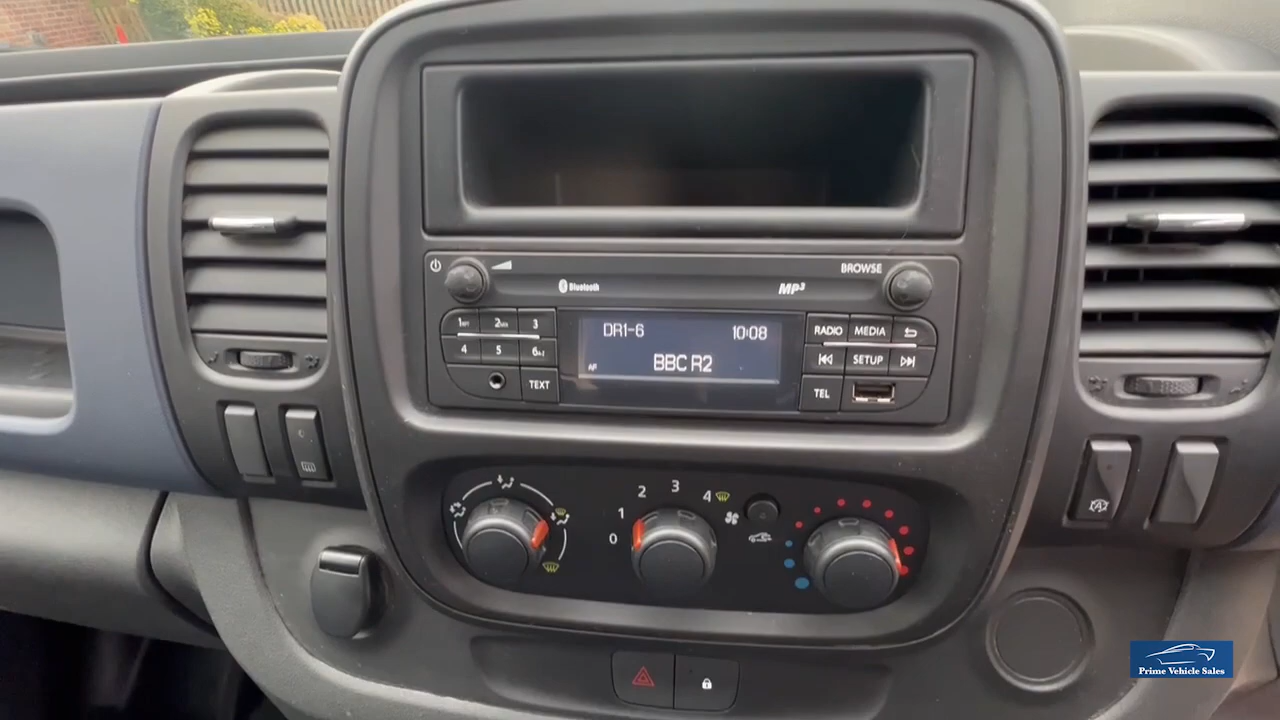 BROWSE
Bluetooth
MP3
1
2
3
DR1-6
10:08
RADIO
MEDIA
4
5
6
AF
BBC R2
SETUP
TEXT
TEL
0
1
2
3
4
A
Prime Vehicle Sales